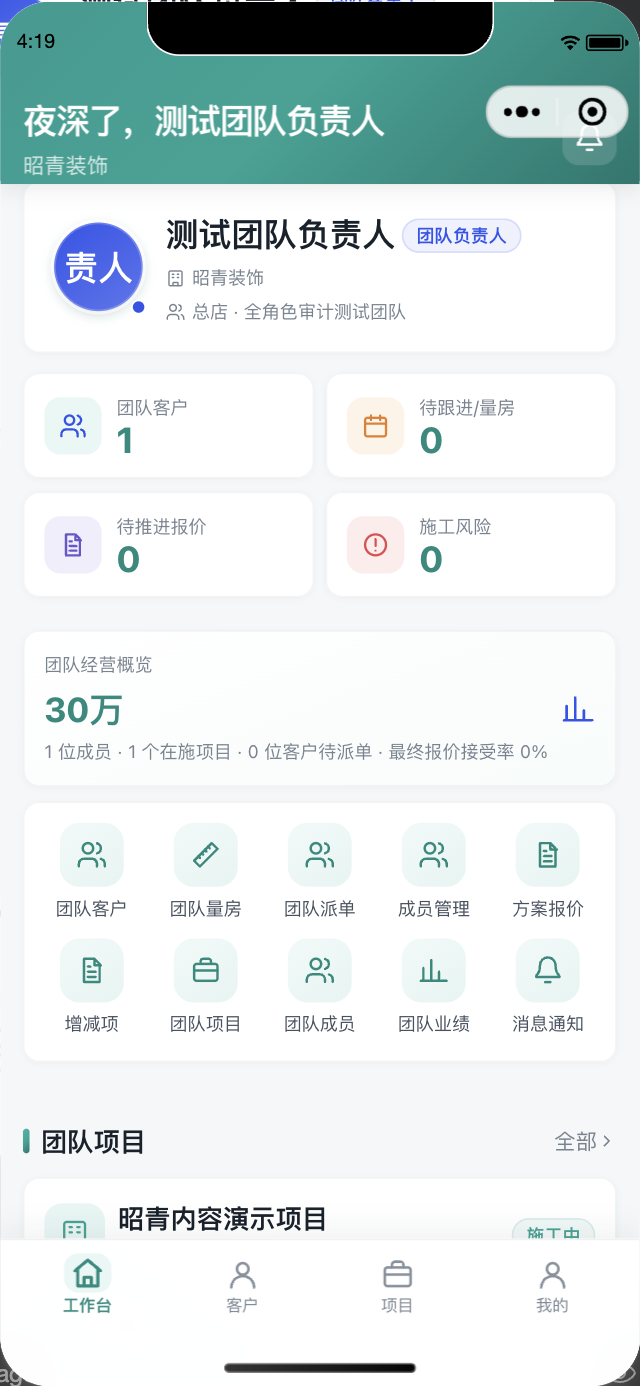 4:19
夜深了，测试团队负责人
昭青装饰
责人
测试团队负责人 团队负责人
昭青装饰
总店 · 全角色审计测试团队
团队客户
1
待跟进/量房
0
待推进报价
0
施工风险
0
团队经营概览
30万
1 位成员 · 1 个在施项目 · 0 位客户待派单 · 最终报价接受率 0%
团队客户 团队量房 团队派单 成员管理 方案报价
增减项 团队项目 团队成员 团队业绩 消息通知
团队项目 全部
昭青内容演示项目
施工中
工作台 客户 项目 我的